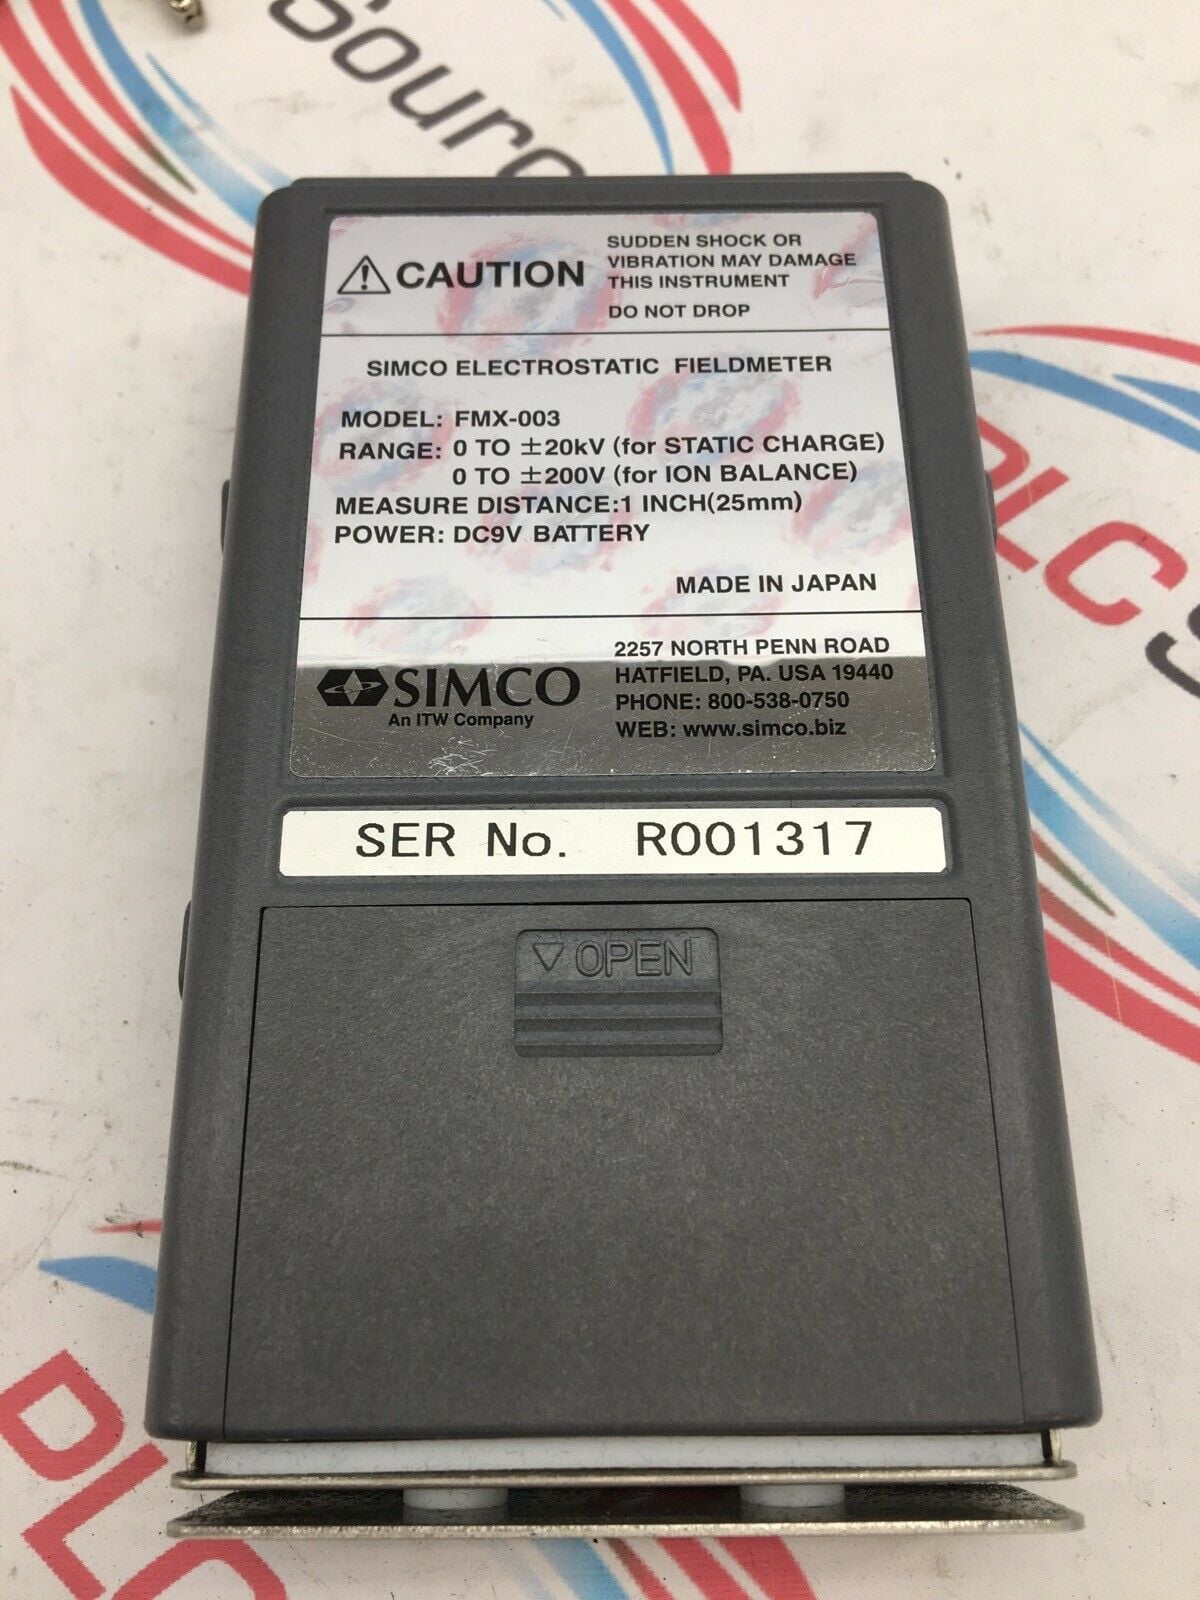 Source
⚠ CAUTION
SUDDEN SHOCK OR
VIBRATION MAY DAMAGE
THIS INSTRUMENT
DO NOT DROP
SIMCO ELECTROSTATIC FIELDMETER
MODEL: FMX-003
RANGE: 0 TO ±20kV (for STATIC CHARGE)
0 TO ±200V (for ION BALANCE)
MEASURE DISTANCE:1 INCH(25mm)
POWER: DC9V BATTERY
MADE IN JAPAN
SIMCO
An ITW Company
2257 NORTH PENN ROAD
HATFIELD, PA. USA 19440
PHONE: 800-538-0750
WEB: www.simco.biz
SER No. R001317
▽ OPEN
PLCS
PLC